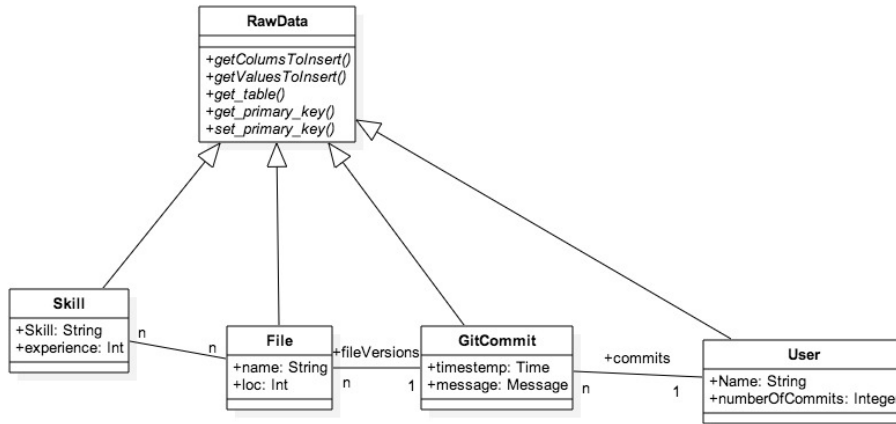 RawData
+getColumsToInsert()
+getValuesToInsert()
+get_table()
+get_primary_key()
+set_primary_key()
Skill
+Skill: String
+experience: Int
n
n
File
+name: String
+loc: Int
+fileVersions
n
1
GitCommit
+timestemp: Time
+message: Message
+commits
n
1
User
+Name: String
+numberOfCommits: Integer